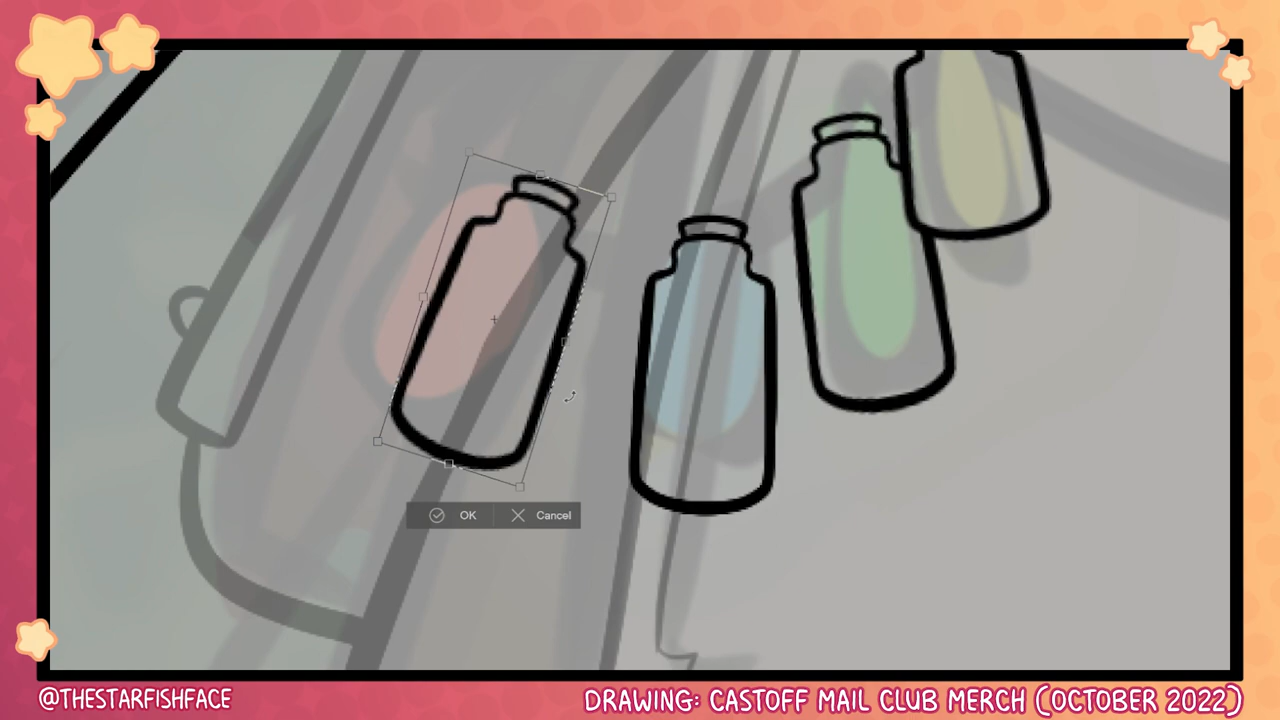 OK Cancel
@THESTARFISHFACE
DRAWING: CASTOFF MAIL CLUB MERCH (OCTOBER 2022)